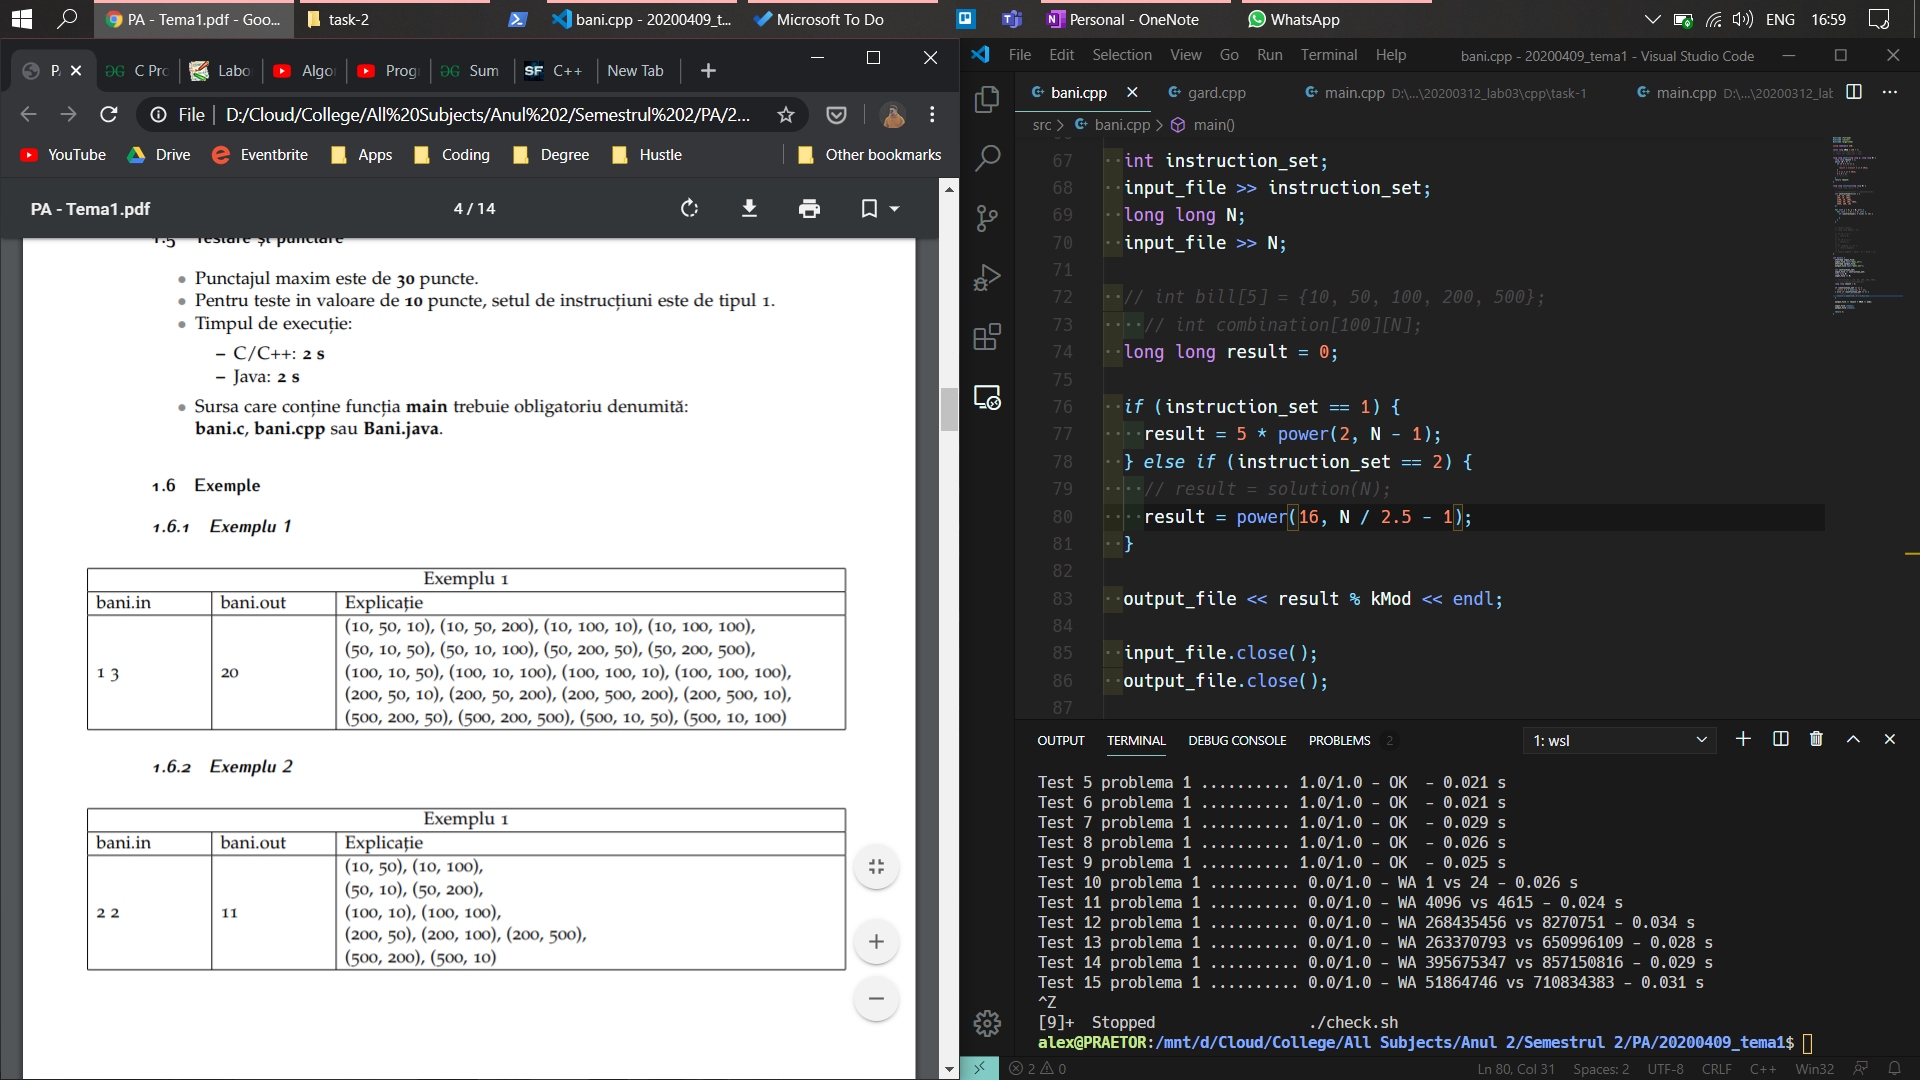 PA - Tema1.pdf - Goo...
task-2
bani.cpp - 20200409_t...
Microsoft To Do
Personal - OneNote
WhatsApp
ENG
16:59
C Pro
Labo
Algo
Prog
Sum
C++
New Tab
File
D:/Cloud/College/All%20Subjects/Anul%202/Semestrul%202/PA/2...
YouTube
Drive
Eventbrite
Apps
Coding
Degree
Hustle
Other bookmarks
PA - Tema1.pdf
4 / 14
1.5 Testare și punctare
• Punctajul maxim este de 30 puncte.
• Pentru teste in valoare de 10 puncte, setul de instrucțiuni este de tipul 1.
• Timpul de execuție:
– C/C++: 2 s
– Java: 2 s
• Sursa care conține funcția main trebuie obligatoriu denumită:
bani.c, bani.cpp sau Bani.java.
1.6 Exemple
1.6.1 Exemplu 1
Exemplu 1
bani.in bani.out Explicație
(10, 50, 10), (10, 50, 200), (10, 100, 10), (10, 100, 100),
(50, 10, 50), (50, 10, 100), (50, 200, 50), (50, 200, 500),
1 3 20 (100, 10, 50), (100, 10, 100), (100, 100, 10), (100, 100, 100),
(200, 50, 10), (200, 50, 200), (200, 500, 200), (200, 500, 10),
(500, 200, 50), (500, 200, 500), (500, 10, 50), (500, 10, 100)
1.6.2 Exemplu 2
Exemplu 1
bani.in bani.out Explicație
(10, 50), (10, 100),
(50, 10), (50, 200),
2 2 11 (100, 10), (100, 100),
(200, 50), (200, 100), (200, 500),
(500, 200), (500, 10)
File Edit Selection View Go Run Terminal Help
bani.cpp - 20200409_tema1 - Visual Studio Code
bani.cpp
gard.cpp
main.cpp D:\...\20200312_lab03\cpp\task-1
main.cpp D:\...\20200312_lab
src > bani.cpp > main()
67 int instruction_set;
68 input_file >> instruction_set;
69 long long N;
70 input_file >> N;
71
72 // int bill[5] = {10, 50, 100, 200, 500};
73 // int combination[100][N];
74 long long result = 0;
75
76 if (instruction_set == 1) {
77 result = 5 * power(2, N - 1);
78 } else if (instruction_set == 2) {
79 // result = solution(N);
80 result = power(16, N / 2.5 - 1);
81 }
82
83 output_file << result % kMod << endl;
84
85 input_file.close();
86 output_file.close();
87
OUTPUT TERMINAL DEBUG CONSOLE PROBLEMS 2
1: wsl
Test 5 problema 1 .......... 1.0/1.0 - OK - 0.021 s
Test 6 problema 1 .......... 1.0/1.0 - OK - 0.021 s
Test 7 problema 1 .......... 1.0/1.0 - OK - 0.029 s
Test 8 problema 1 .......... 1.0/1.0 - OK - 0.026 s
Test 9 problema 1 .......... 1.0/1.0 - OK - 0.025 s
Test 10 problema 1 .......... 0.0/1.0 - WA 1 vs 24 - 0.026 s
Test 11 problema 1 .......... 0.0/1.0 - WA 4096 vs 4615 - 0.024 s
Test 12 problema 1 .......... 0.0/1.0 - WA 268435456 vs 8270751 - 0.034 s
Test 13 problema 1 .......... 0.0/1.0 - WA 263370793 vs 650996109 - 0.028 s
Test 14 problema 1 .......... 0.0/1.0 - WA 395675347 vs 857150816 - 0.029 s
Test 15 problema 1 .......... 0.0/1.0 - WA 51864746 vs 710834383 - 0.031 s
^Z
[9]+ Stopped ./check.sh
alex@PRAETOR:/mnt/d/Cloud/College/All Subjects/Anul 2/Semestrul 2/PA/20200409_tema1$
2 0
Ln 80, Col 31 Spaces: 2 UTF-8 CRLF C++ Win32